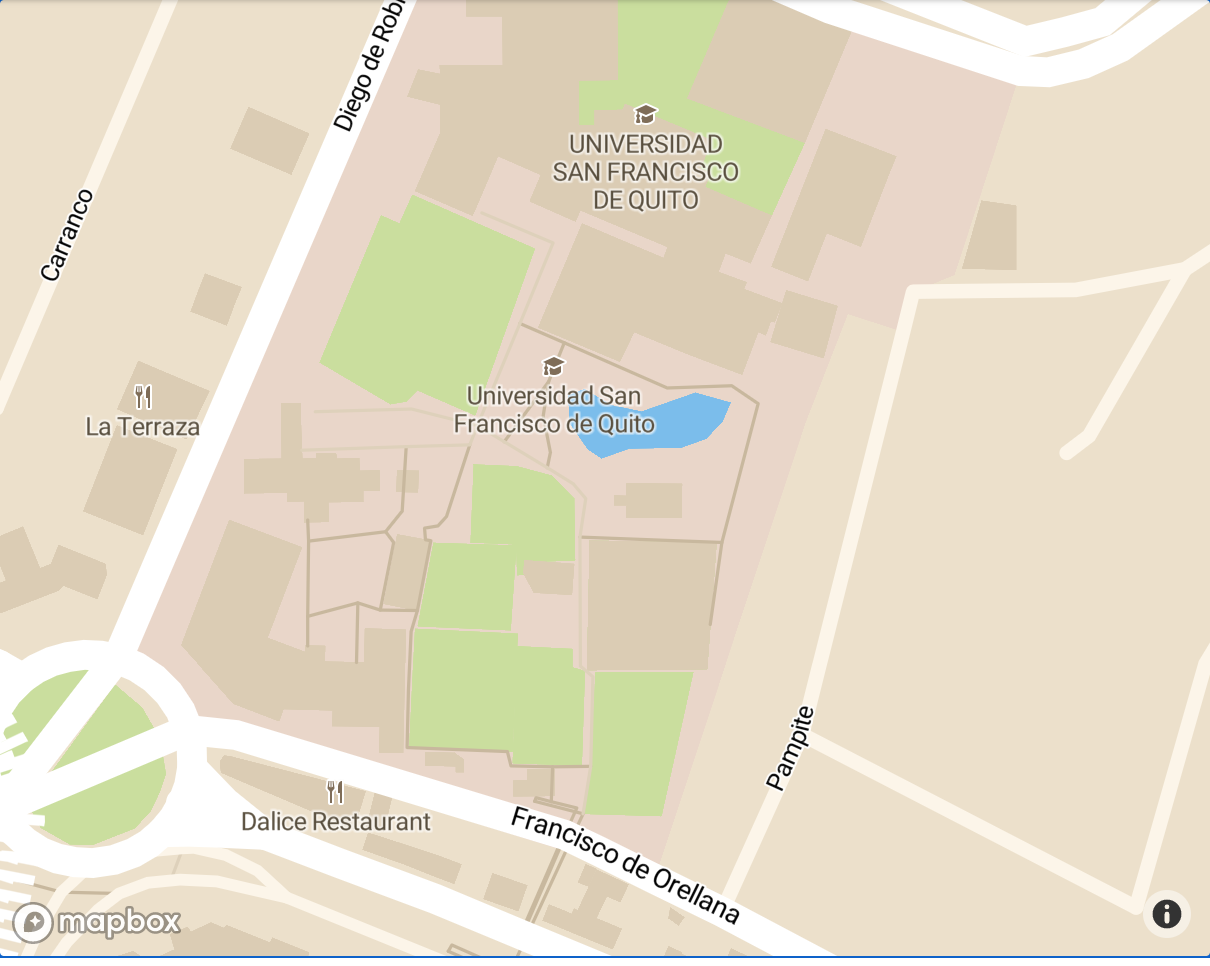 Diego de Robl
UNIVERSIDAD
SAN FRANCISCO
DE QUITO
Carranco
Universidad San
Francisco de Quito
La Terraza
Pampite
Dalice Restaurant
Francisco de Orellana
mapbox